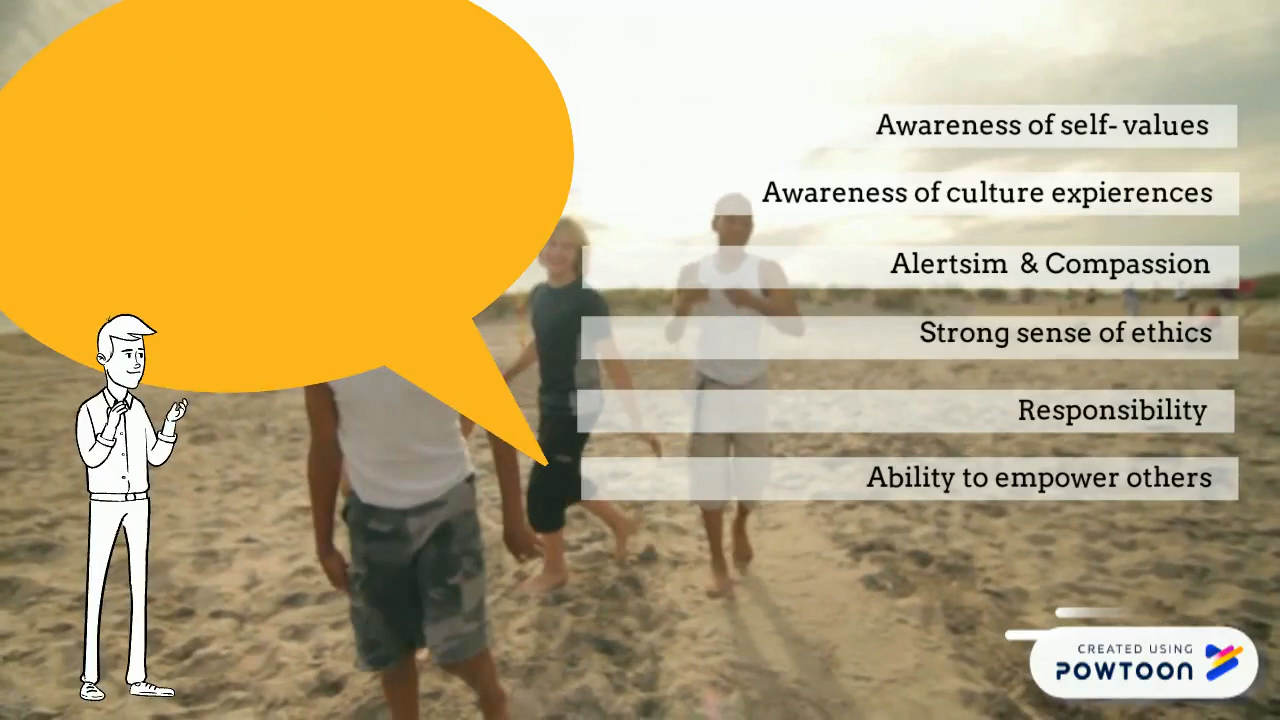 Awareness of self-values
Awareness of culture expierences
Alertsim & Compassion
Strong sense of ethics
Responsibility
Ability to empower others
CREATED USING
POWTOON